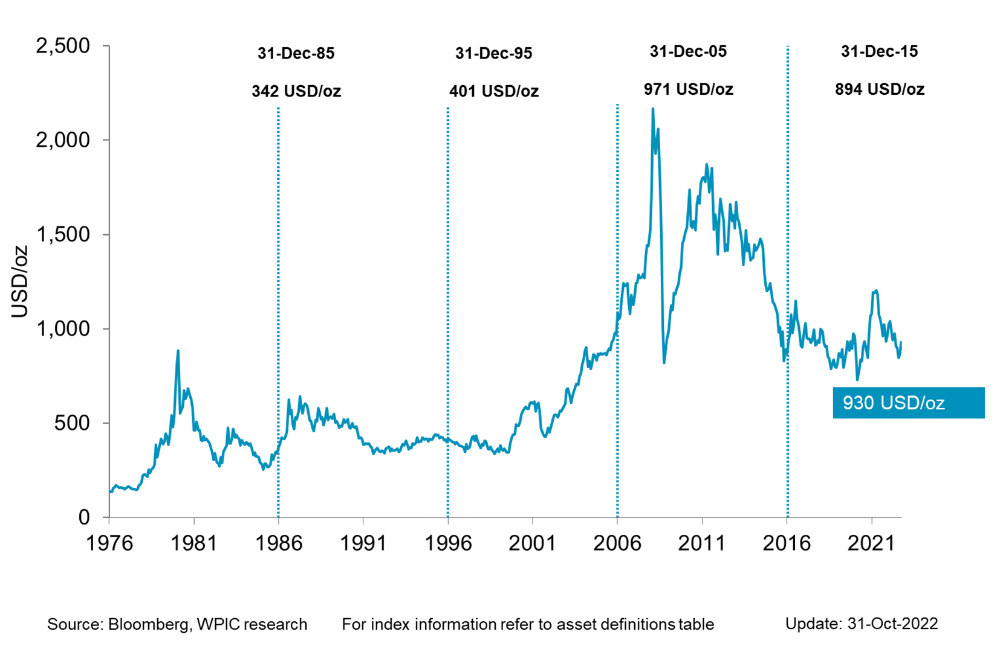 2,500
2,000
1,500
1,000
500
0
USD/oz
31-Dec-85
342 USD/oz
31-Dec-95
401 USD/oz
31-Dec-05
971 USD/oz
31-Dec-15
894 USD/oz
930 USD/oz
1976 1981 1986 1991 1996 2001 2006 2011 2016 2021
Source: Bloomberg, WPIC research For index information refer to asset definitions table Update: 31-Oct-2022